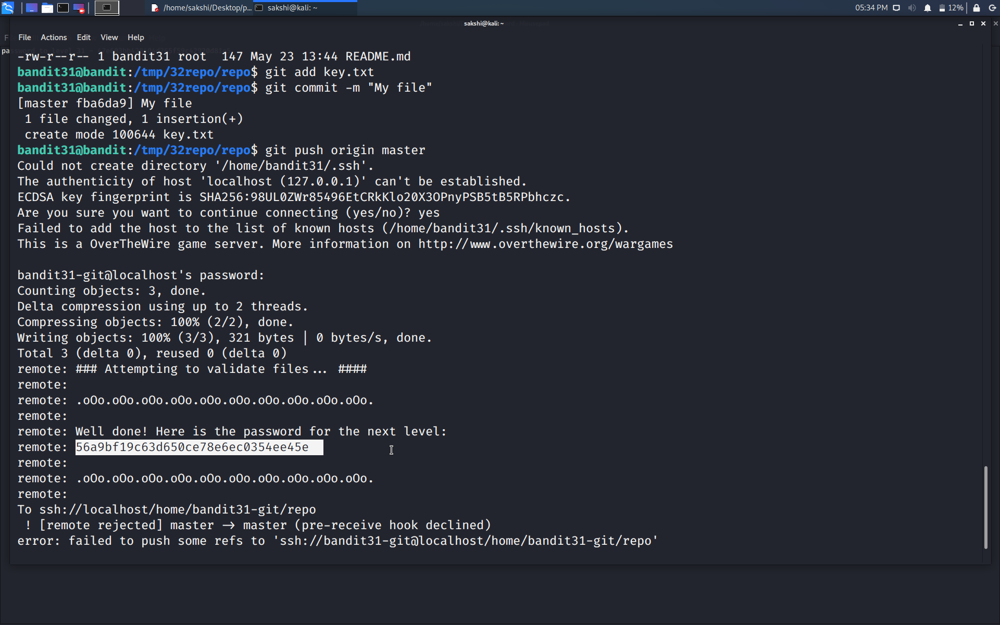 /home/sakshi/Desktop/p...
sakshi@kali: ~
05:34 PM
12%
sakshi@kali: ~
File Actions Edit View Help
-rw-r--r-- 1 bandit31 root  147 May 23 13:44 README.md
bandit31@bandit:/tmp/32repo/repo$ git add key.txt
bandit31@bandit:/tmp/32repo/repo$ git commit -m "My file"
[master fba6da9] My file
 1 file changed, 1 insertion(+)
 create mode 100644 key.txt
bandit31@bandit:/tmp/32repo/repo$ git push origin master
Could not create directory '/home/bandit31/.ssh'.
The authenticity of host 'localhost (127.0.0.1)' can't be established.
ECDSA key fingerprint is SHA256:98UL0ZWr85496EtCRkKlo20X3OPnyPSB5tB5RPbhczc.
Are you sure you want to continue connecting (yes/no)? yes
Failed to add the host to the list of known hosts (/home/bandit31/.ssh/known_hosts).
This is a OverTheWire game server. More information on http://www.overthewire.org/wargames
bandit31-git@localhost's password:
Counting objects: 3, done.
Delta compression using up to 2 threads.
Compressing objects: 100% (2/2), done.
Writing objects: 100% (3/3), 321 bytes | 0 bytes/s, done.
Total 3 (delta 0), reused 0 (delta 0)
remote: ### Attempting to validate files... ####
remote:
remote: .oOo.oOo.oOo.oOo.oOo.oOo.oOo.oOo.oOo.oOo.
remote:
remote: Well done! Here is the password for the next level:
remote: 56a9bf19c63d650ce78e6ec0354ee45e
remote:
remote: .oOo.oOo.oOo.oOo.oOo.oOo.oOo.oOo.oOo.oOo.
remote:
To ssh://localhost/home/bandit31-git/repo
 ! [remote rejected] master -> master (pre-receive hook declined)
error: failed to push some refs to 'ssh://bandit31-git@localhost/home/bandit31-git/repo'